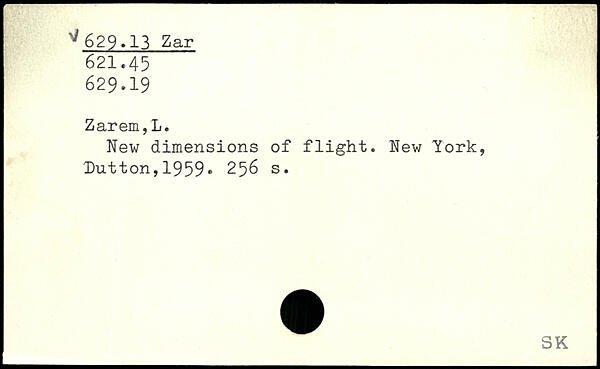 √ 629.13 Zar
621.45
629.19
Zarem,L.
New dimensions of flight. New York,
Dutton,1959. 256 s.
SK